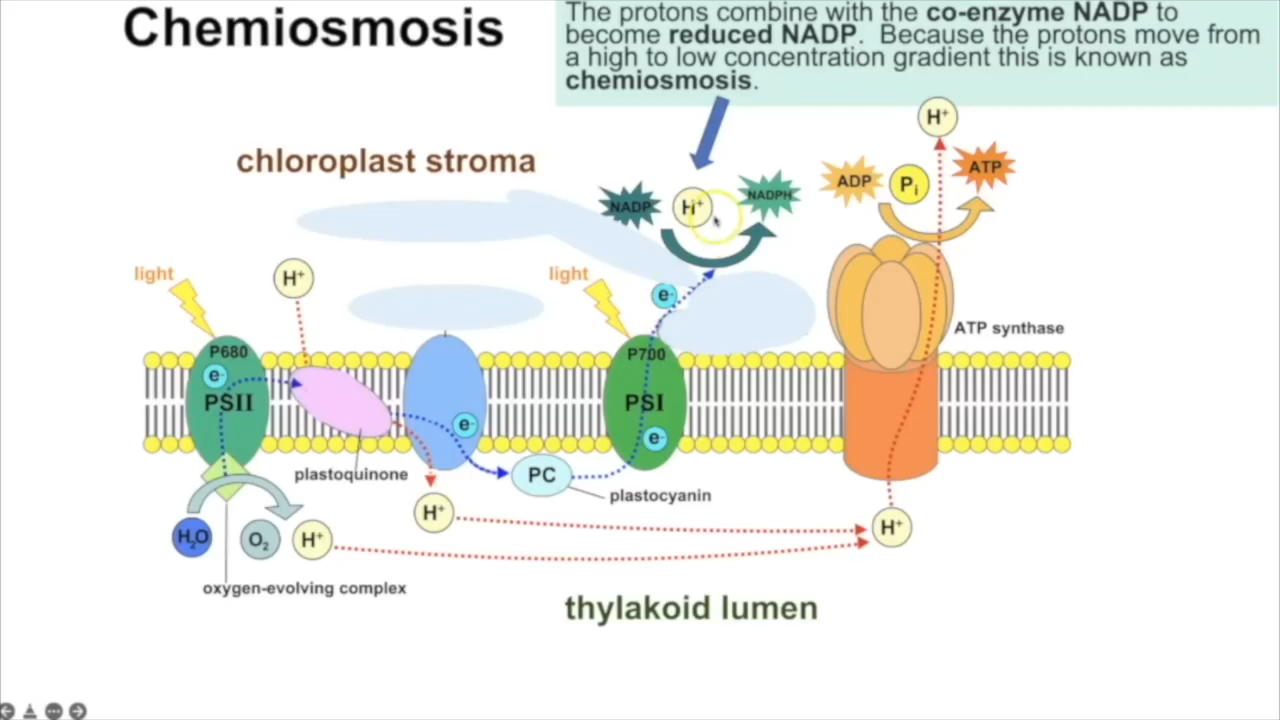 Chemiosmosis
The protons combine with the co-enzyme NADP to
become reduced NADP. Because the protons move from
a high to low concentration gradient this is known as
chemiosmosis.
H⁺
chloroplast stroma
ADP
Pi
ATP
NADP
H⁺
NADPH
light
H⁺
light
e-
ATP synthase
P680
P700
e-
PSII
PSI
e-
e-
plastoquinone
PC
plastocyanin
H⁺
H⁺
H₂O
O₂
H⁺
oxygen-evolving complex
thylakoid lumen